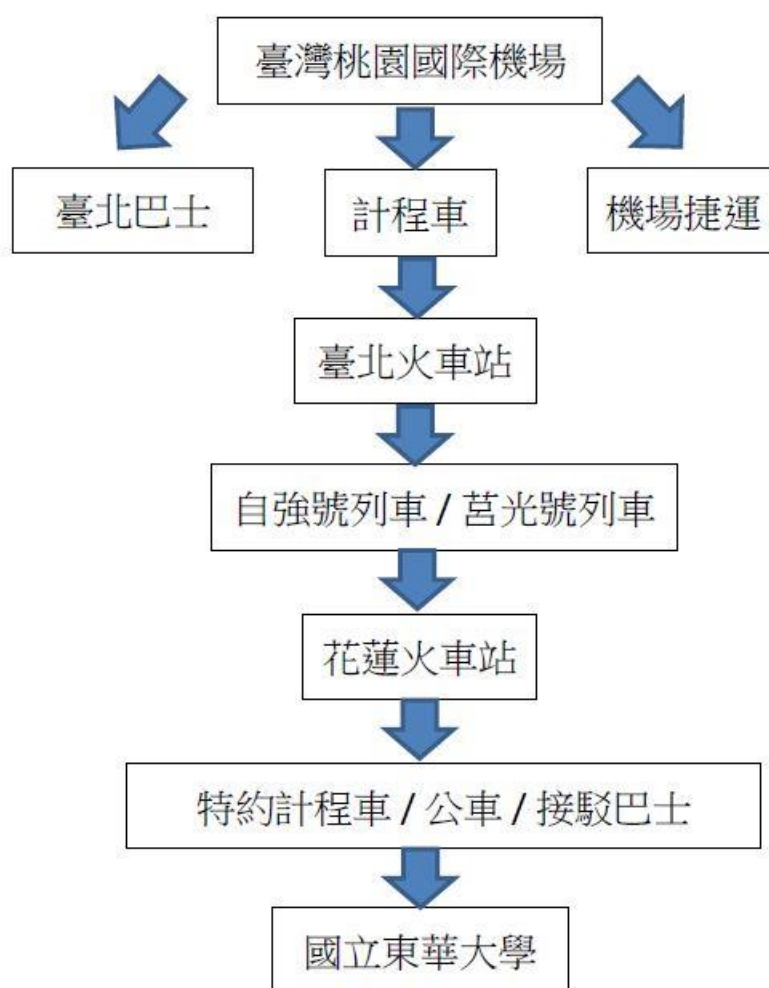 臺灣桃園國際機場
臺北巴士
計程車
機場捷運
臺北火車站
自強號列車 / 莒光號列車
花蓮火車站
特約計程車 / 公車 / 接駁巴士
國立東華大學